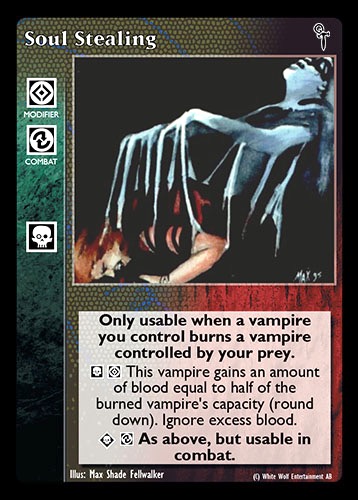 Soul Stealing
MODIFIER
COMBAT
MAX 95
Only usable when a vampire
you control burns a vampire
controlled by your prey.
This vampire gains an amount
of blood equal to half of the
burned vampire's capacity (round
down). Ignore excess blood.
As above, but usable in
combat.
Illus: Max Shade Fellwalker
(C) White Wolf Entertainment AB